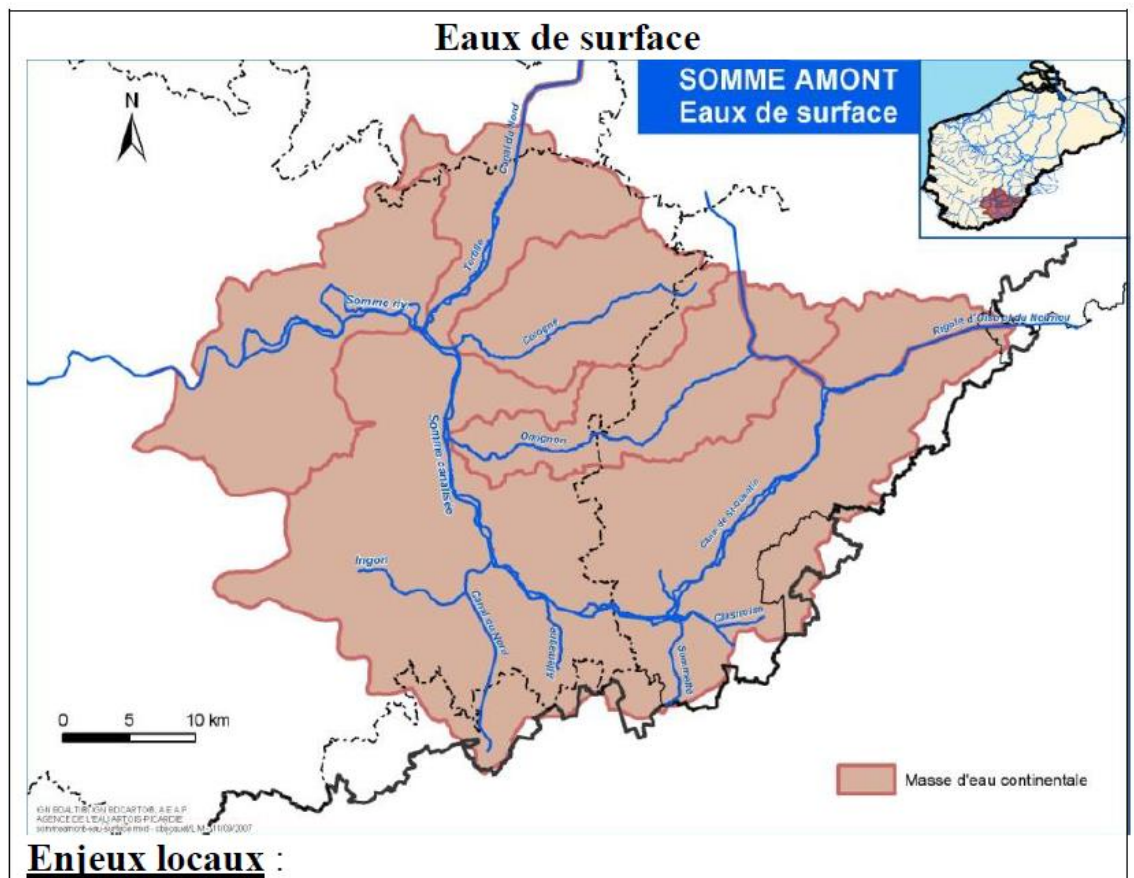 Eaux de surface
SOMME AMONT
Eaux de surface
N
Canal du Nord
Tortille
Somme riv
Cologne
Rigole d'Oise et du Noirrieu
Omignon
Somme canalisée
Canal de St-Quentin
Ingon
Canal du Nord
Allemagne
Sommette
0 5 10 km
Masse d'eau continentale
AGENCE DE L'EAU ARTOIS-PICARDIE
Enjeux locaux :